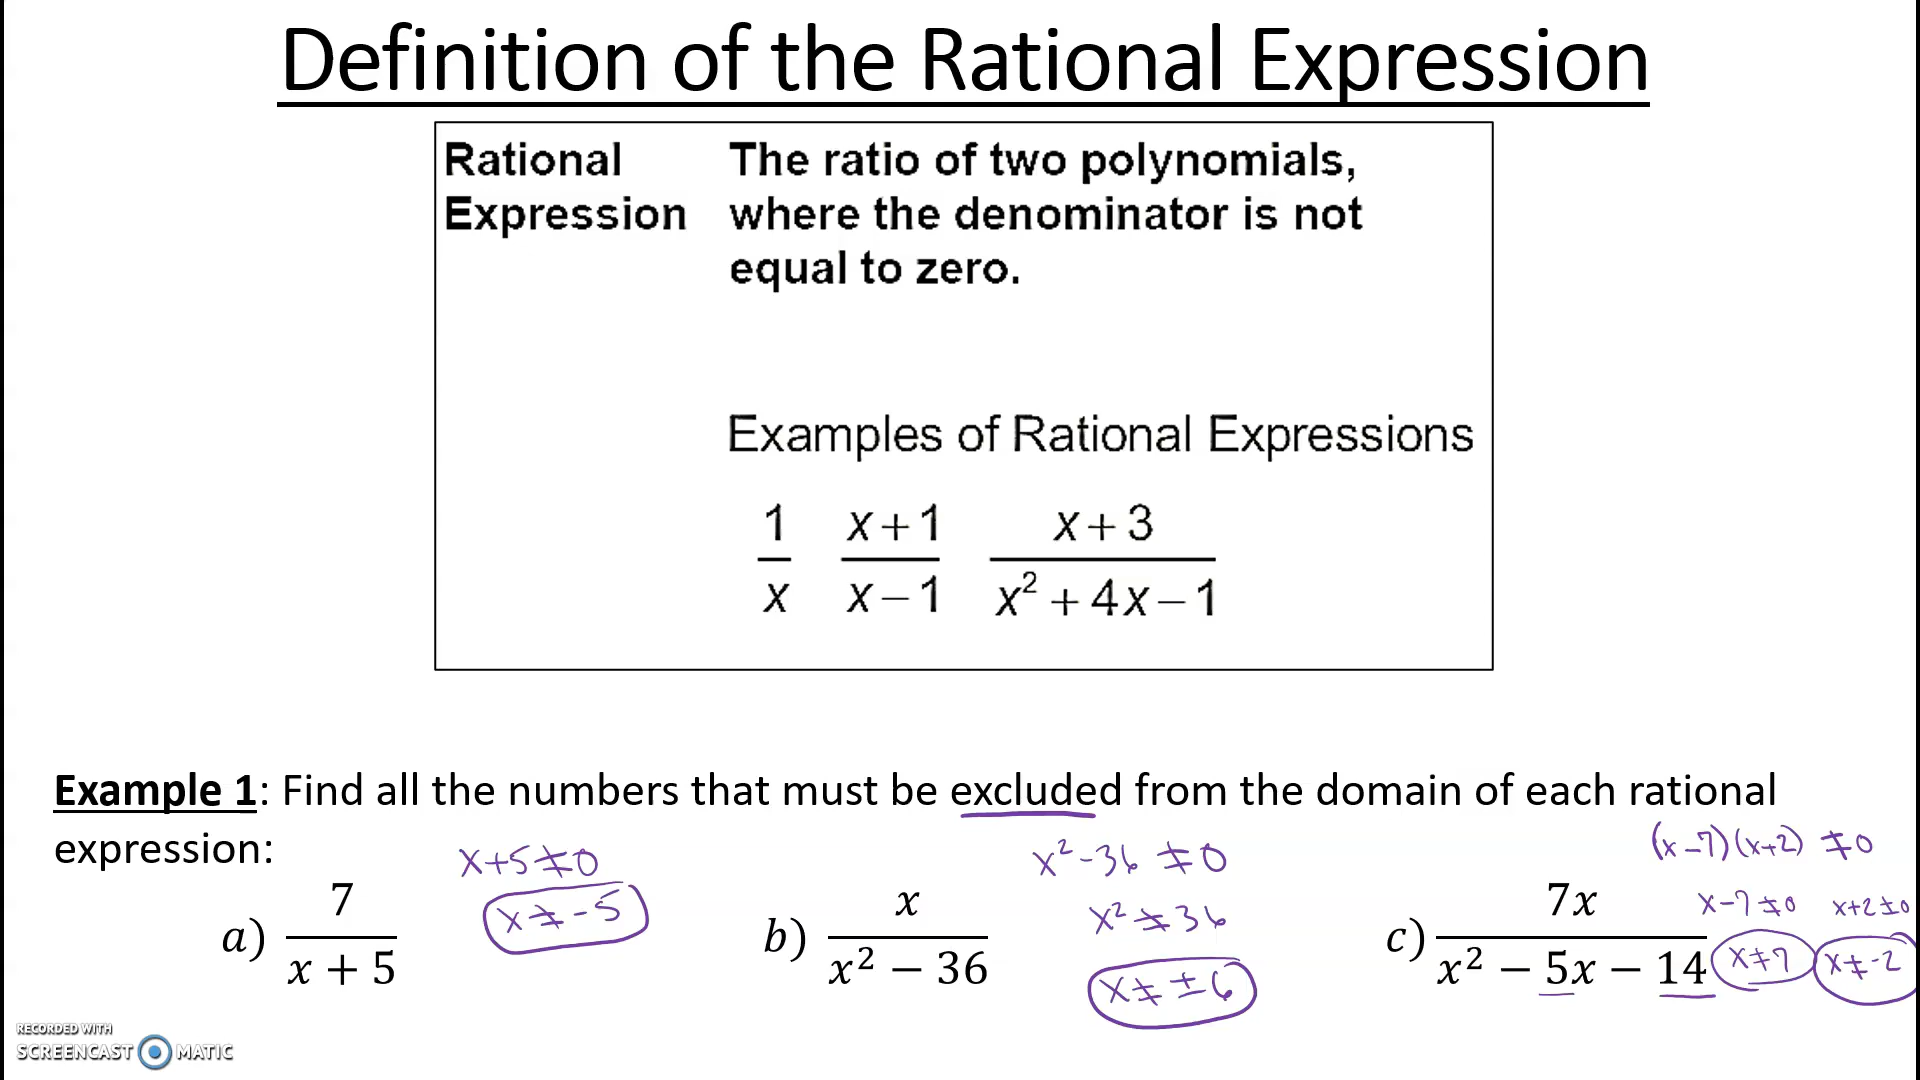 Definition of the Rational Expression
Rational Expression
The ratio of two polynomials,
where the denominator is not
equal to zero.
Examples of Rational Expressions
1/x  (x+1)/(x−1)  (x+3)/(x² + 4x − 1)
Example 1: Find all the numbers that must be excluded from the domain of each rational
expression:
a) 7/(x + 5)
x+5≠0
x≠-5
b) x/(x² − 36)
x²-36 ≠0
x²≠36
x≠±6
c) 7x/(x² − 5x − 14)
(x-7)(x+2) ≠0
x-7≠0 x+2≠0
x≠7 x≠-2
RECORDED WITH
SCREENCAST MATIC